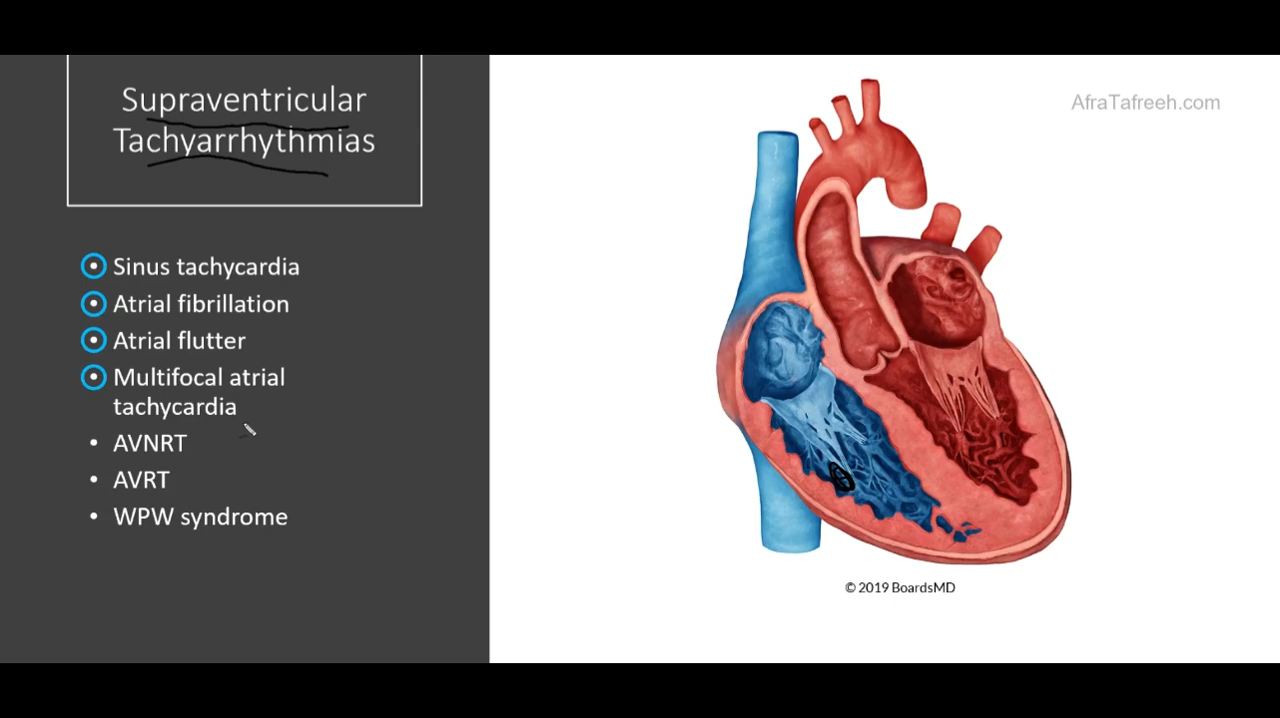 Supraventricular
Tachyarrhythmias
Sinus tachycardia
Atrial fibrillation
Atrial flutter
Multifocal atrial
tachycardia
AVNRT
AVRT
WPW syndrome
AfraTafreeh.com
© 2019 BoardsMD